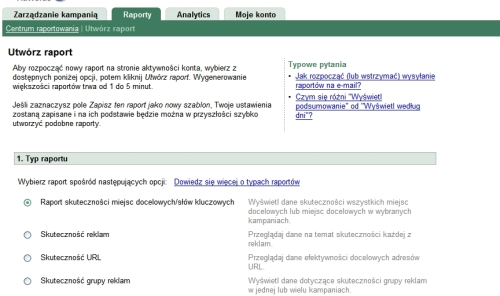 Zarządzanie kampanią Raporty Analytics Moje konto
Centrum raportowania | Utwórz raport
Utwórz raport
Aby rozpocząć nowy raport na stronie aktywności konta, wybierz z
dostępnych poniżej opcji, potem kliknij Utwórz raport. Wygenerowanie
większości raportów trwa od 1 do 5 minut.
Jeśli zaznaczysz pole Zapisz ten raport jako nowy szablon, Twoje ustawienia
zostaną zapisane i na ich podstawie będzie można w przyszłości szybko
utworzyć podobne raporty.
Typowe pytania
• Jak rozpocząć (lub wstrzymać) wysyłanie
raportów na e-mail?
• Czym się różni "Wyświetl
podsumowanie" od "Wyświetl według
dni"?
1. Typ raportu
Wybierz raport spośród następujących opcji: Dowiedz się więcej o typach raportów
Raport skuteczności miejsc docelowych/słów kluczowych
Wyświetl dane skuteczności wszystkich miejsc
docelowych lub miejsc docelowych w wybranych
kampaniach.
Skuteczność reklam
Przeglądaj dane na temat skuteczności każdej z
reklam.
Skuteczność URL
Przeglądaj dane efektywności docelowych adresów
URL.
Skuteczność grupy reklam
Wyświetl dane dotyczące skuteczności grupy reklam
w jednej lub wielu kampaniach.